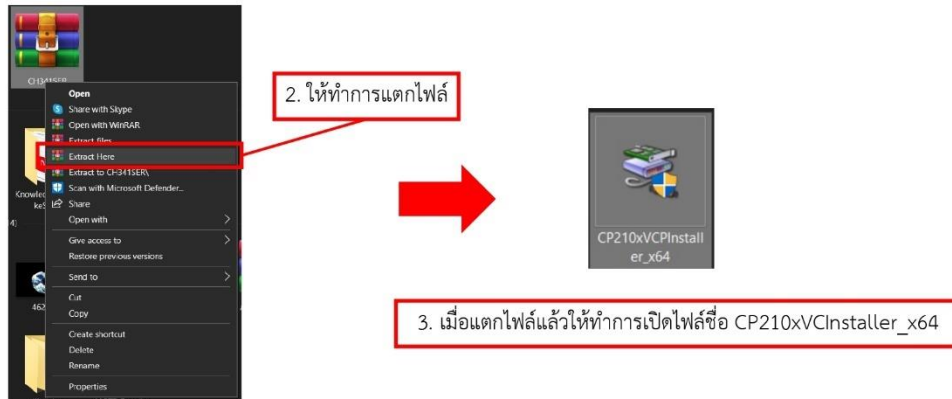 CH341SER
Open
Share with Skype
Open with WinRAR
Extract files...
Extract Here
Extract to CH341SER\
Scan with Microsoft Defender...
Share
Open with
Give access to
Restore previous versions
Send to
Cut
Copy
Create shortcut
Delete
Rename
Properties
4]
462
2. ให้ทำการแตกไฟล์
CP210xVCPInstall
er_x64
3. เมื่อแตกไฟล์แล้วให้ทำการเปิดไฟล์ชื่อ CP210xVCInstaller_x64